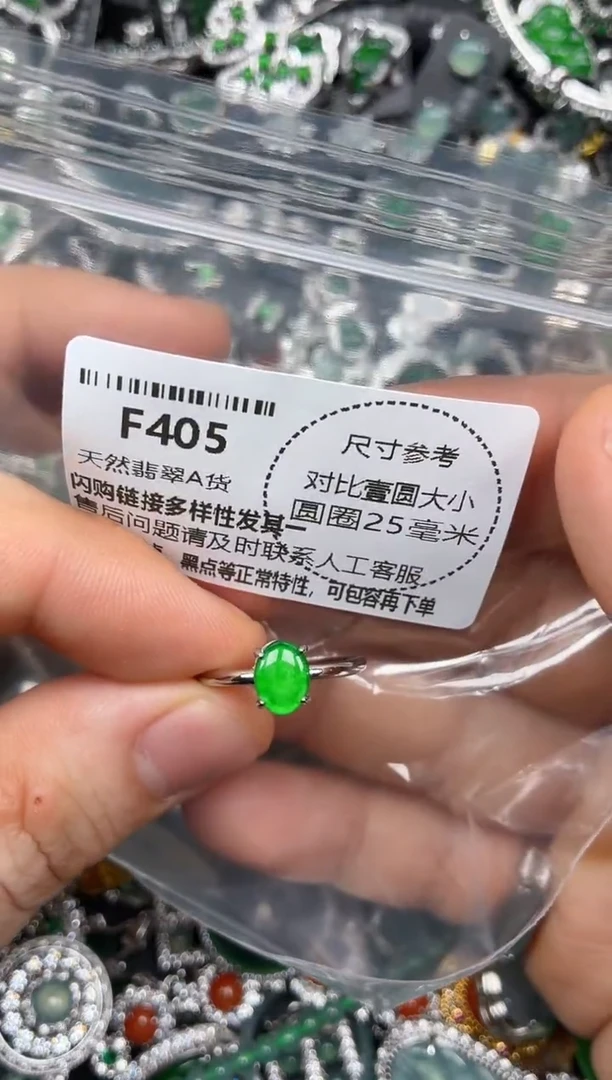 F405
天然翡翠A货
闪购链接多样性发其一
售后问题请及时联系人工客服
黑点等正常特性，可包容再下单
尺寸参考
对比壹圆大小
圆圈25毫米